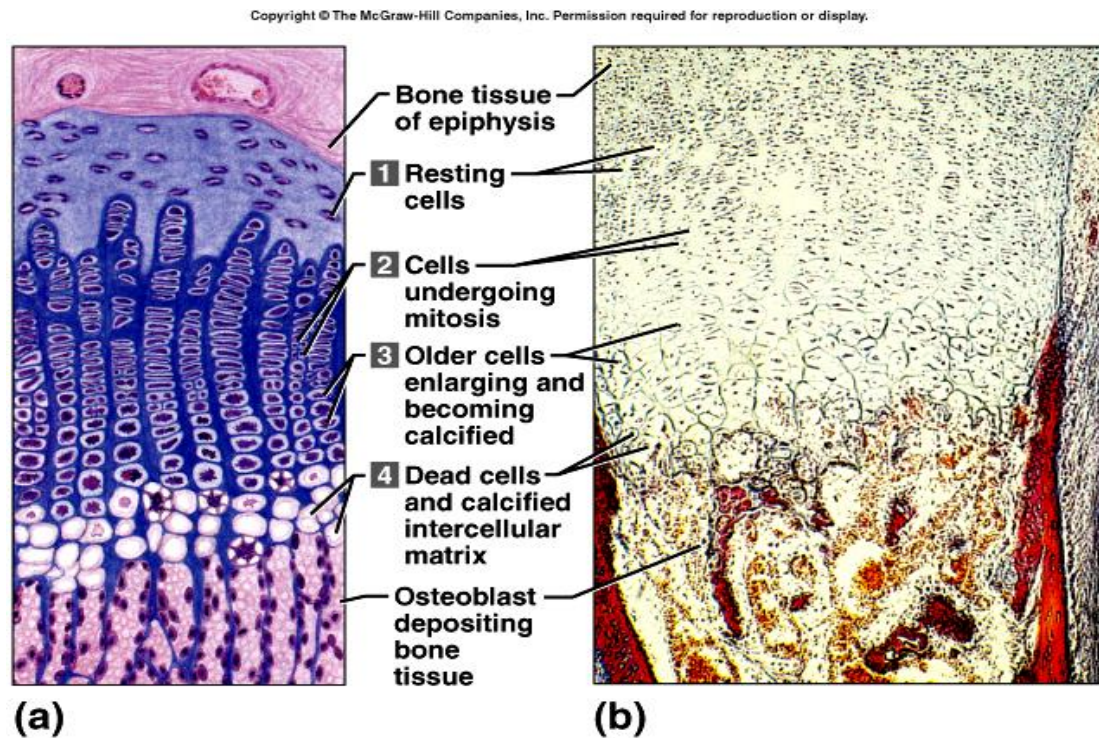 Copyright © The McGraw-Hill Companies, Inc. Permission required for reproduction or display.
Bone tissue
of epiphysis
1 Resting
cells
2 Cells
undergoing
mitosis
3 Older cells
enlarging and
becoming
calcified
4 Dead cells
and calcified
intercellular
matrix
Osteoblast
depositing
bone
tissue
(a)
(b)